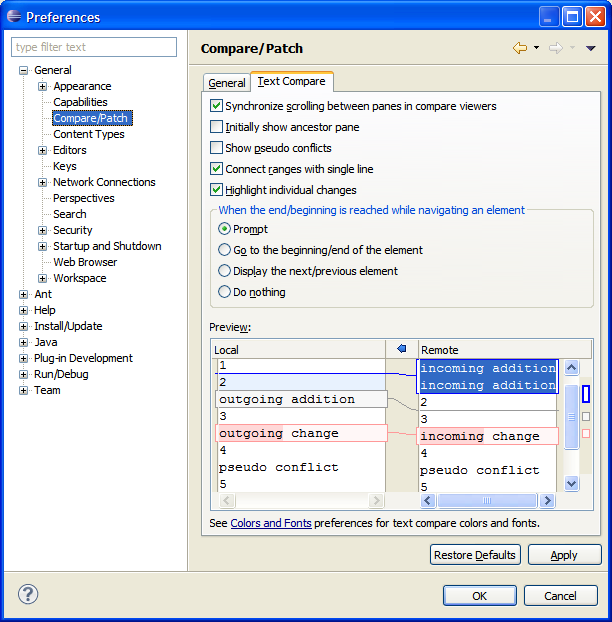 Preferences
type filter text
General
Appearance
Capabilities
Compare/Patch
Content Types
Editors
Keys
Network Connections
Perspectives
Search
Security
Startup and Shutdown
Web Browser
Workspace
Ant
Help
Install/Update
Java
Plug-in Development
Run/Debug
Team
Compare/Patch
General Text Compare
Synchronize scrolling between panes in compare viewers
Initially show ancestor pane
Show pseudo conflicts
Connect ranges with single line
Highlight individual changes
When the end/beginning is reached while navigating an element
Prompt
Go to the beginning/end of the element
Display the next/previous element
Do nothing
Preview:
Local
1
2
outgoing addition
3
outgoing change
4
pseudo conflict
5
Remote
incoming addition
incoming addition
2
3
incoming change
4
pseudo conflict
5
See Colors and Fonts preferences for text compare colors and fonts.
Restore Defaults Apply
? OK Cancel